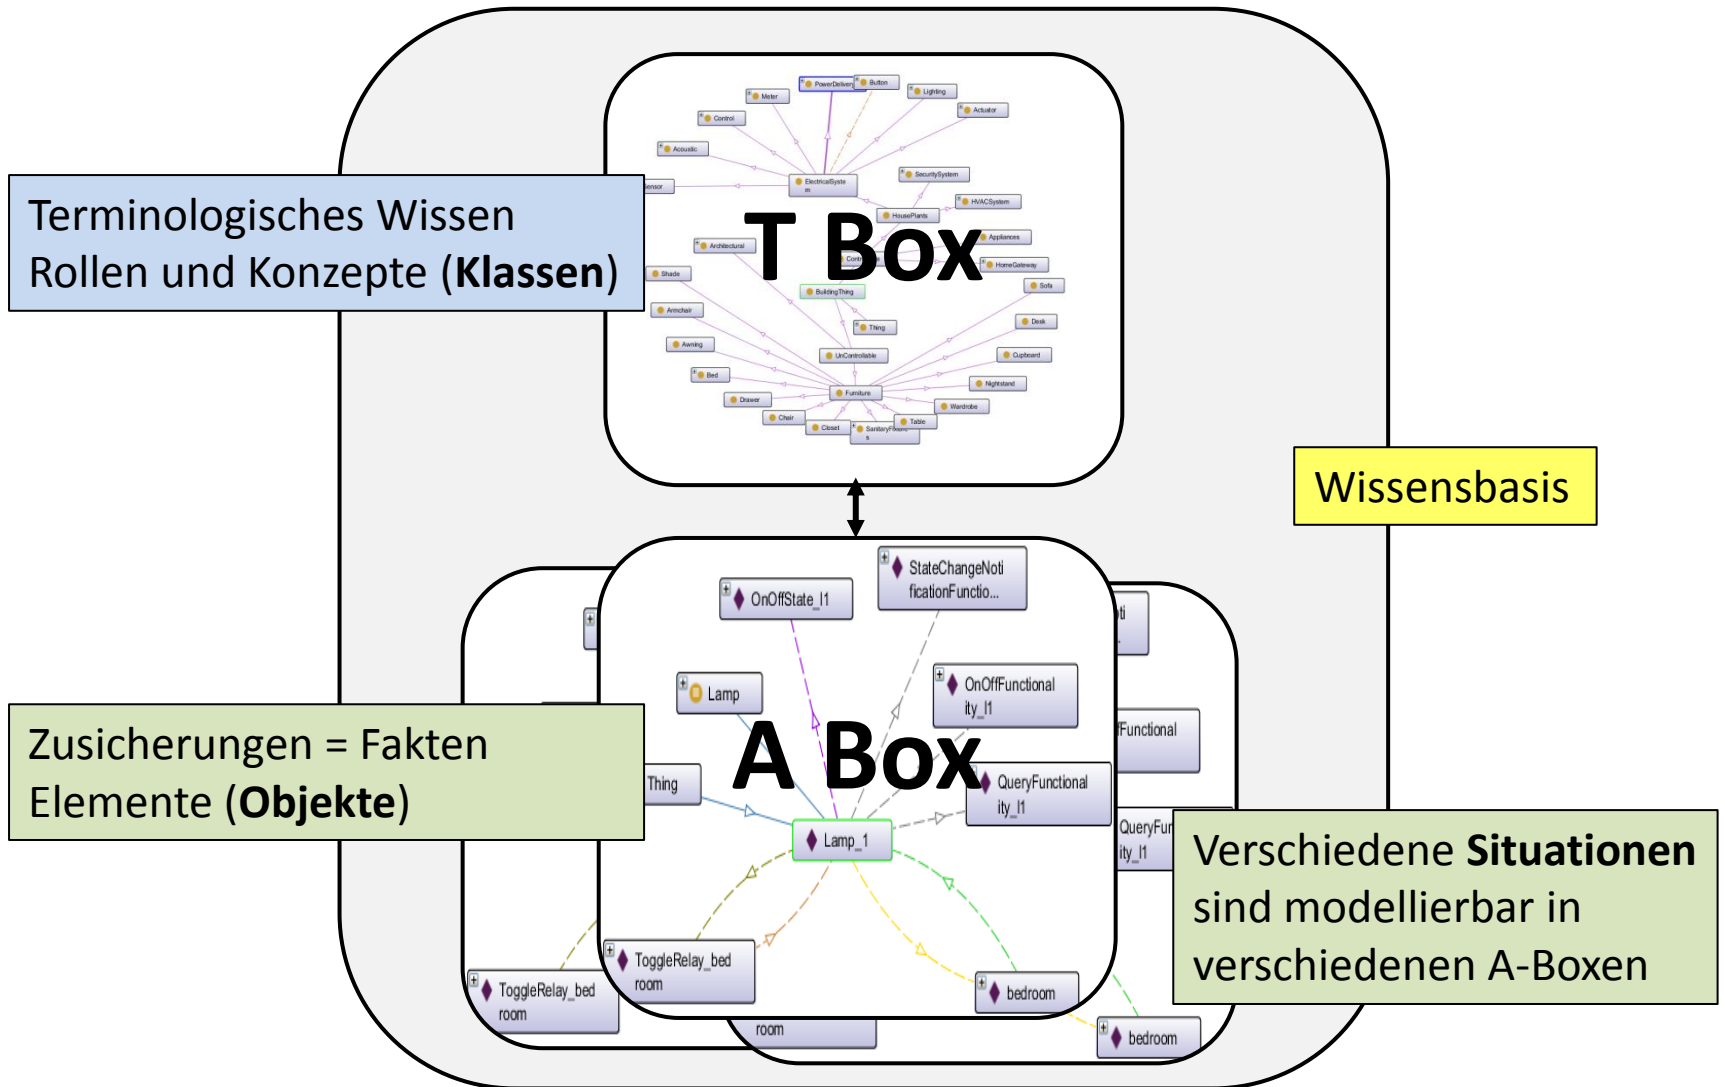 PowerDelivery
Button
Meter
Lighting
Control
Actuator
Acoustic
SecuritySystem
ElectricalSyste
m
ensor
HVACSystem
HousePlants
Terminologisches Wissen
Rollen und Konzepte (Klassen)
T Box
Architectural
Appliances
HomeGateway
Shade
Sofa
BuildingThing
Armchair
Thing
Desk
Awning
UnControllable
Cupboard
Bed
Nightstand
Furniture
Drawer
Wardrobe
Chair
Table
Closet
s
Wissensbasis
StateChangeNoti
ficationFunctio...
OnOffState_l1
OnOffFunctional
ity_l1
Lamp
A Box
Zusicherungen = Fakten
Elemente (Objekte)
Thing
QueryFunctional
ity_l1
Lamp_1
oti
Functional
QueryFun
ity_l1
Verschiedene Situationen
sind modellierbar in
verschiedenen A-Boxen
ToggleRelay_bed
room
ToggleRelay_bed
room
bedroom
room
bedroom